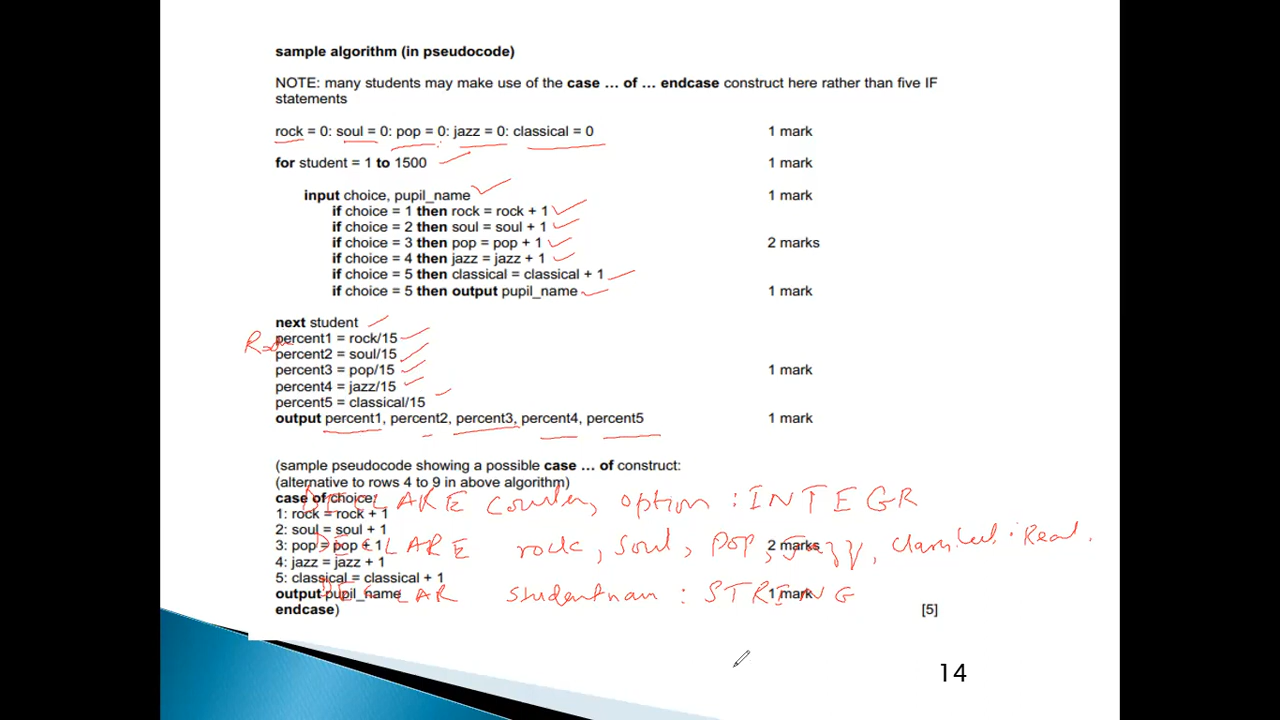 sample algorithm (in pseudocode)
NOTE: many students may make use of the case ... of ... endcase construct here rather than five IF
statements
rock = 0: soul = 0: pop = 0: jazz = 0: classical = 0 1 mark
for student = 1 to 1500 1 mark
input choice, pupil_name 1 mark
if choice = 1 then rock = rock + 1
if choice = 2 then soul = soul + 1
if choice = 3 then pop = pop + 1 2 marks
if choice = 4 then jazz = jazz + 1
if choice = 5 then classical = classical + 1
if choice = 5 then output pupil_name 1 mark
next student
percent1 = rock/15
percent2 = soul/15
percent3 = pop/15 1 mark
percent4 = jazz/15
percent5 = classical/15
output percent1, percent2, percent3, percent4, percent5 1 mark
(sample pseudocode showing a possible case ... of construct:
(alternative to rows 4 to 9 in above algorithm)
case of choice:
DECLARE counter, option : INTEGR
1: rock = rock + 1
2: soul = soul + 1
3: pop = pop + 1 2 marks
DECLARE rock, soul, pop, Jazz, : Real.
4: jazz = jazz + 1
5: classical = classical + 1
output pupil_name 1 mark
DECLAR : STRING
endcase) [5]
14